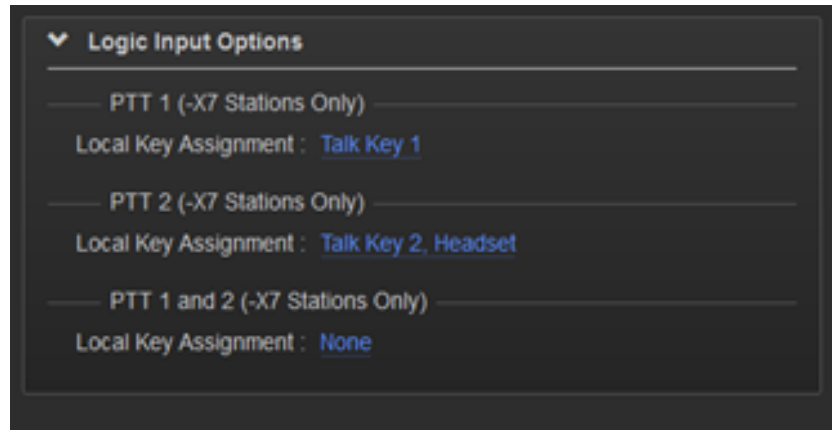 Logic Input Options
PTT 1 (-X7 Stations Only)
Local Key Assignment : Talk Key 1
PTT 2 (-X7 Stations Only)
Local Key Assignment : Talk Key 2, Headset
PTT 1 and 2 (-X7 Stations Only)
Local Key Assignment : None